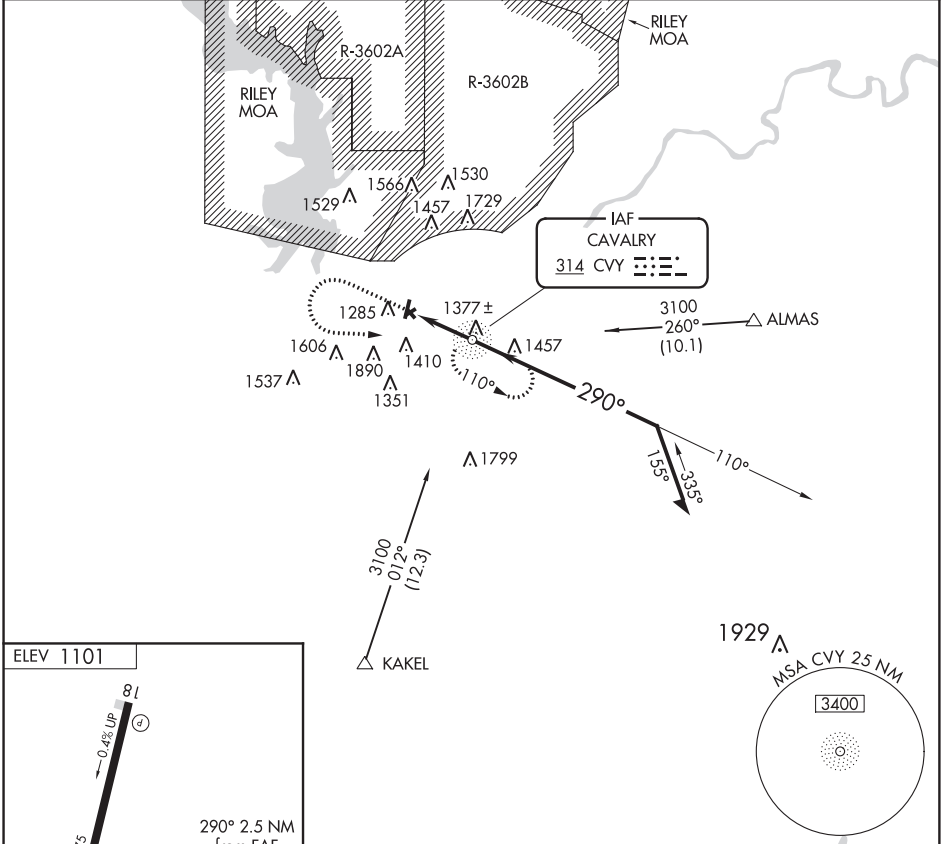 RILEY
MOA
R-3602A
R-3602B
RILEY
MOA
1530
1566
1529
1457
1729
IAF
CAVALRY
314 CVY
3100
260°
(10.1)
ALMAS
1285
1377 ±
1457
1606
1890
1410
1537
1351
110°
290°
110°
155°
335°
1799
3100
012°
(12.3)
KAKEL
1929
MSA CVY 25 NM
3400
ELEV 1101
18
P
0.4% UP
290° 2.5 NM